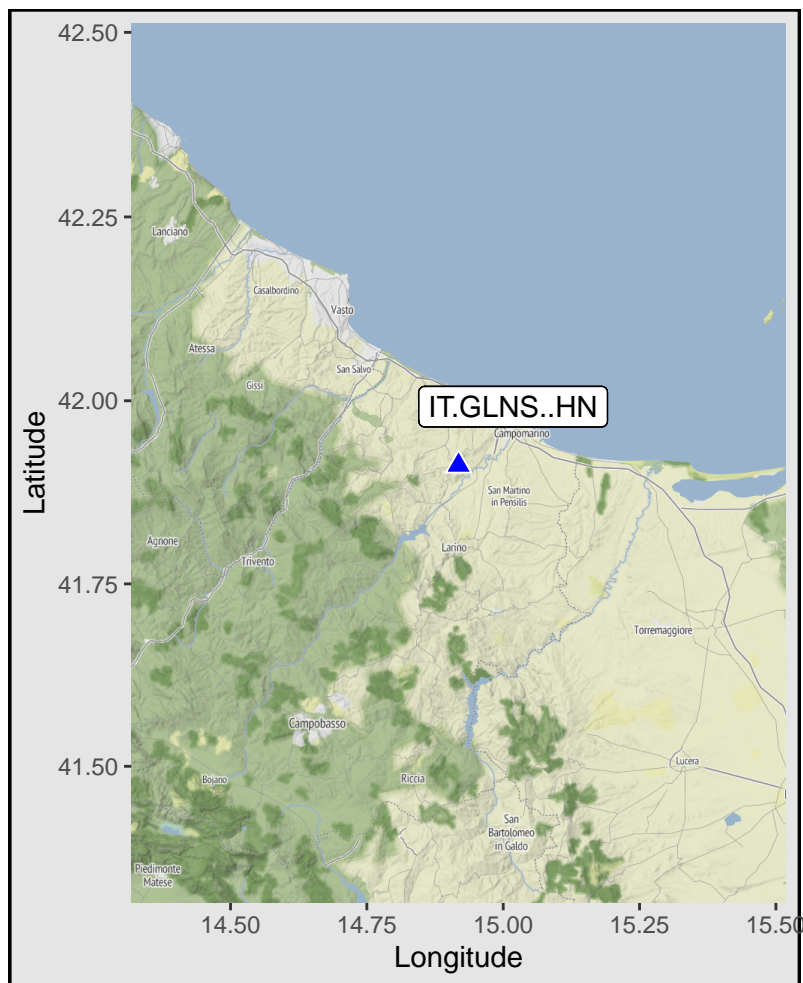 42.50
Lanciano
42.25
Casalbordino
Vasto
Atessa
San Salvo
Gissi
42.00
IT.GLNS..HN
Campomarino
Latitude
San Martino
in Pensilis
Agnone
Larino
Trivento
41.75
Torremaggiore
Campobasso
41.50
Lucera
Bojano
Riccia
San
Bartolomeo
in Galdo
Piedimonte
Matese
14.50
14.75
15.00
15.25
15.50
Longitude